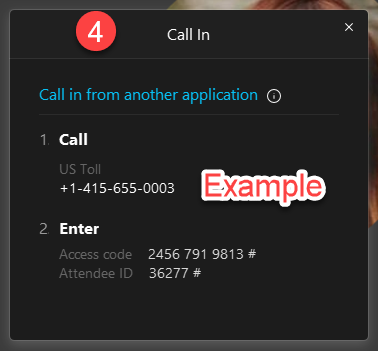 4
Call In
×
Call in from another application
1. Call
US Toll
+1-415-655-0003
Example
2. Enter
Access code 2456 791 9813 #
Attendee ID 36277 #